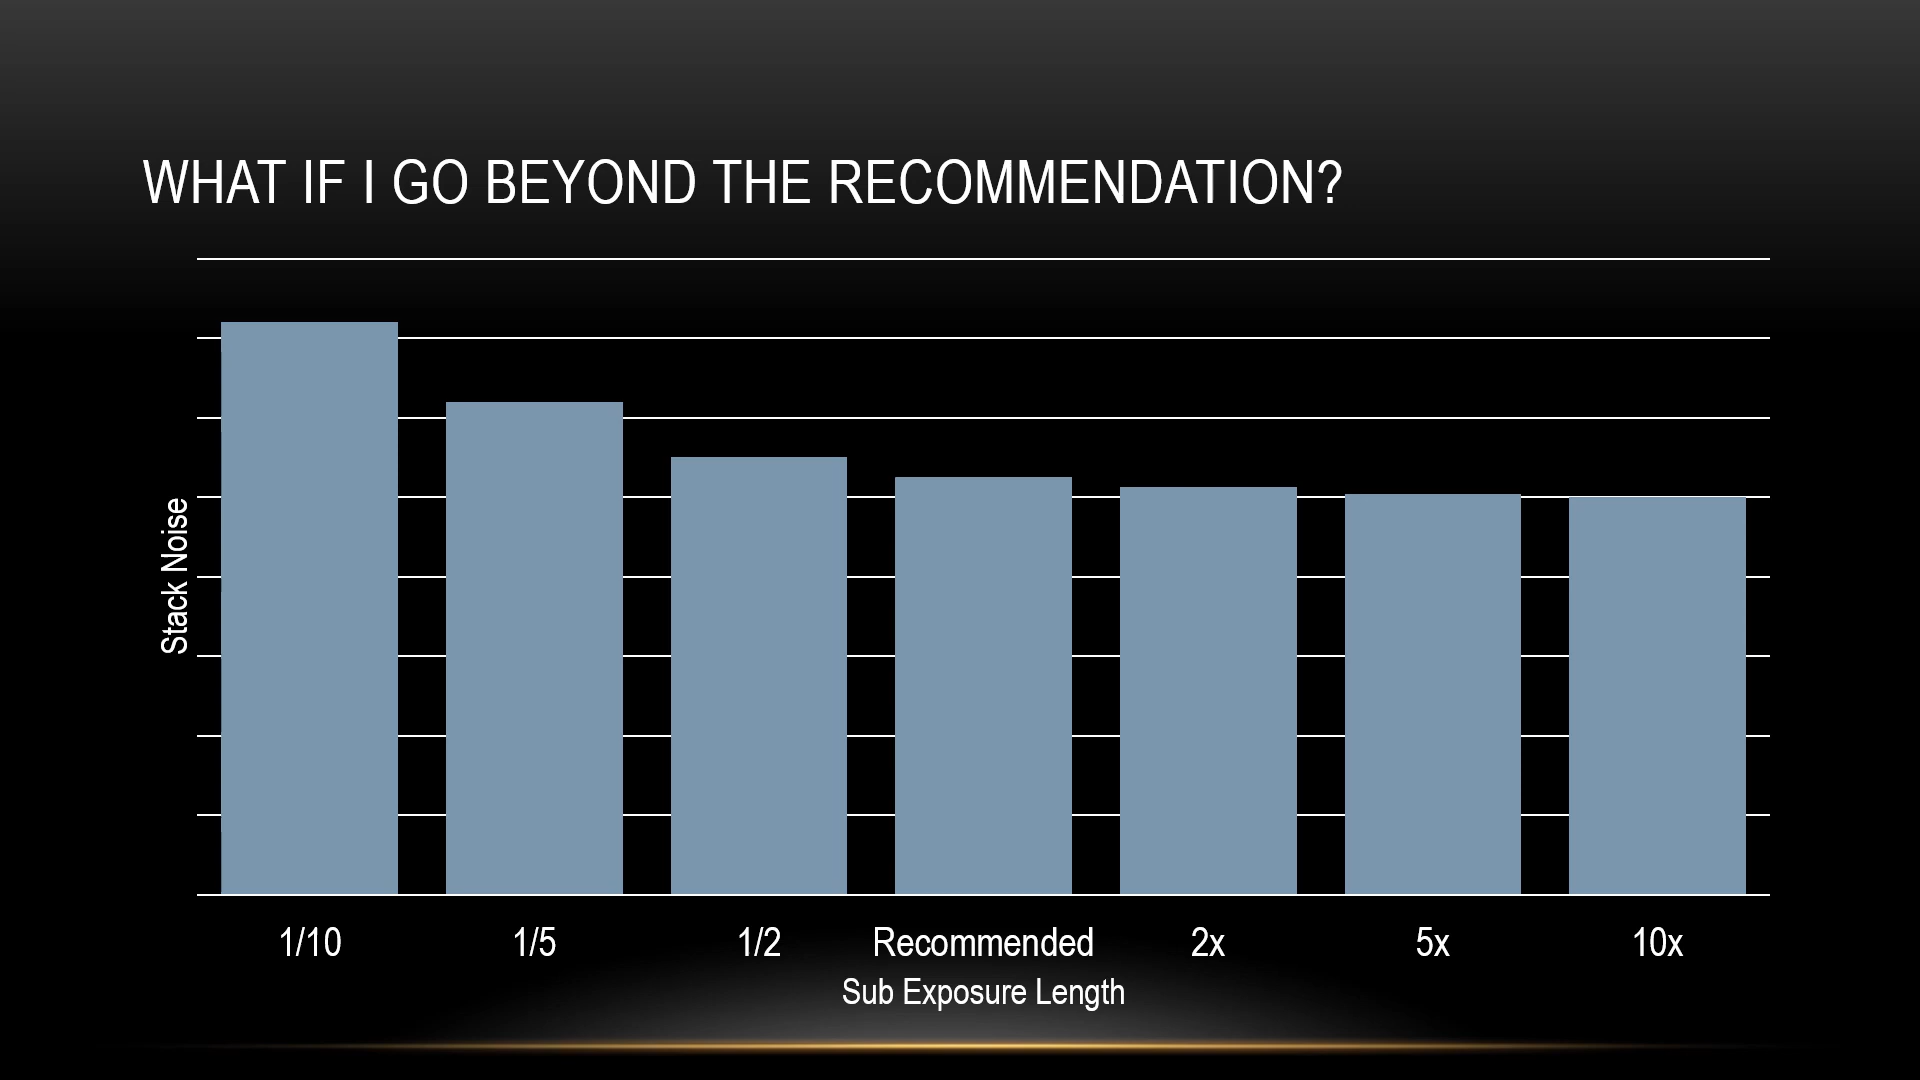 WHAT IF I GO BEYOND THE RECOMMENDATION?
Stack Noise
1/10 1/5 1/2 Recommended 2x 5x 10x
Sub Exposure Length